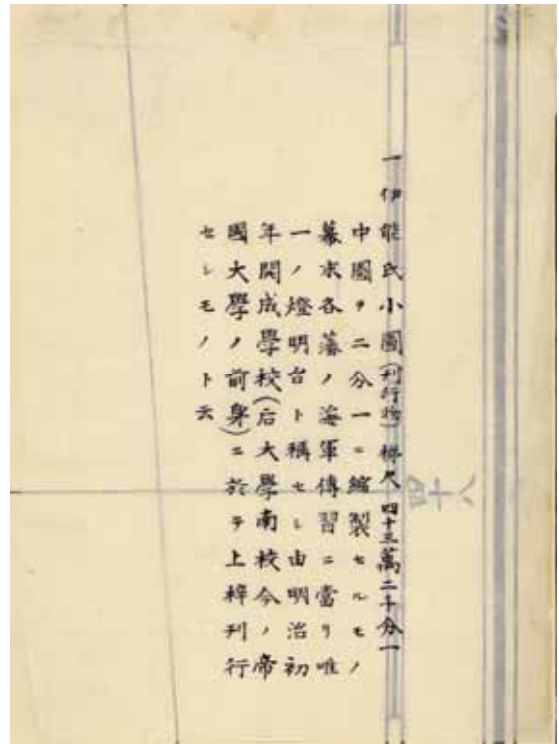 一伊能氏小圖(刊行物)梯尺四十三萬二千分一
中圖ヲ二分一ニ縮製セルモノ
幕末各藩ノ海軍傳習ニ當リ唯
一ノ燈明台ト稱セシ由明治初
年開成學校(后大學南校今ノ帝
國大學ノ前身)ニ於テ上梓刊行
セシモノト云